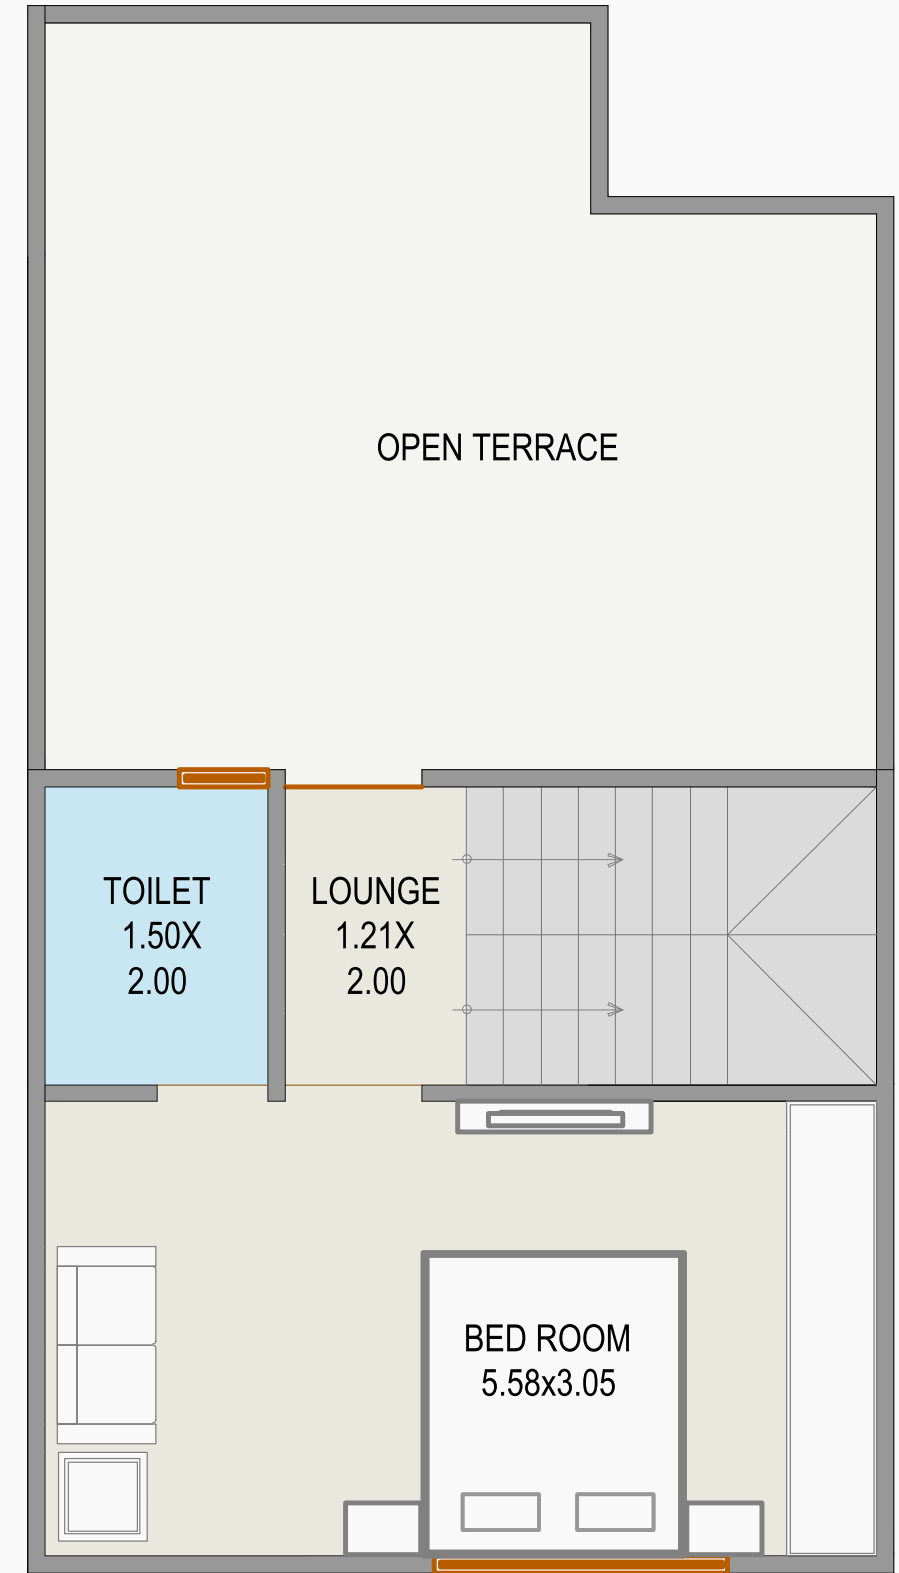 OPEN TERRACE
TOILET
1.50X
2.00
LOUNGE
1.21X
2.00
BED ROOM
5.58x3.05